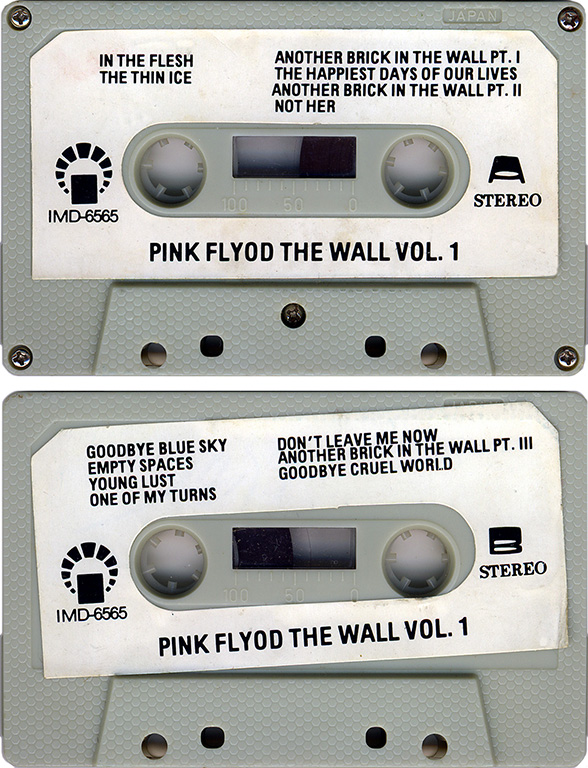 JAPAN
IN THE FLESH
THE THIN ICE
ANOTHER BRICK IN THE WALL PT. I
THE HAPPIEST DAYS OF OUR LIVES
ANOTHER BRICK IN THE WALL PT. II
NOT HER
IMD-6565
100 50 0
A
STEREO
PINK FLYOD THE WALL VOL. 1
GOODBYE BLUE SKY
EMPTY SPACES
YOUNG LUST
ONE OF MY TURNS
DON'T LEAVE ME NOW
ANOTHER BRICK IN THE WALL PT. III
GOODBYE CRUEL WORLD
IMD-6565
100 50 0
B
STEREO
PINK FLYOD THE WALL VOL. 1